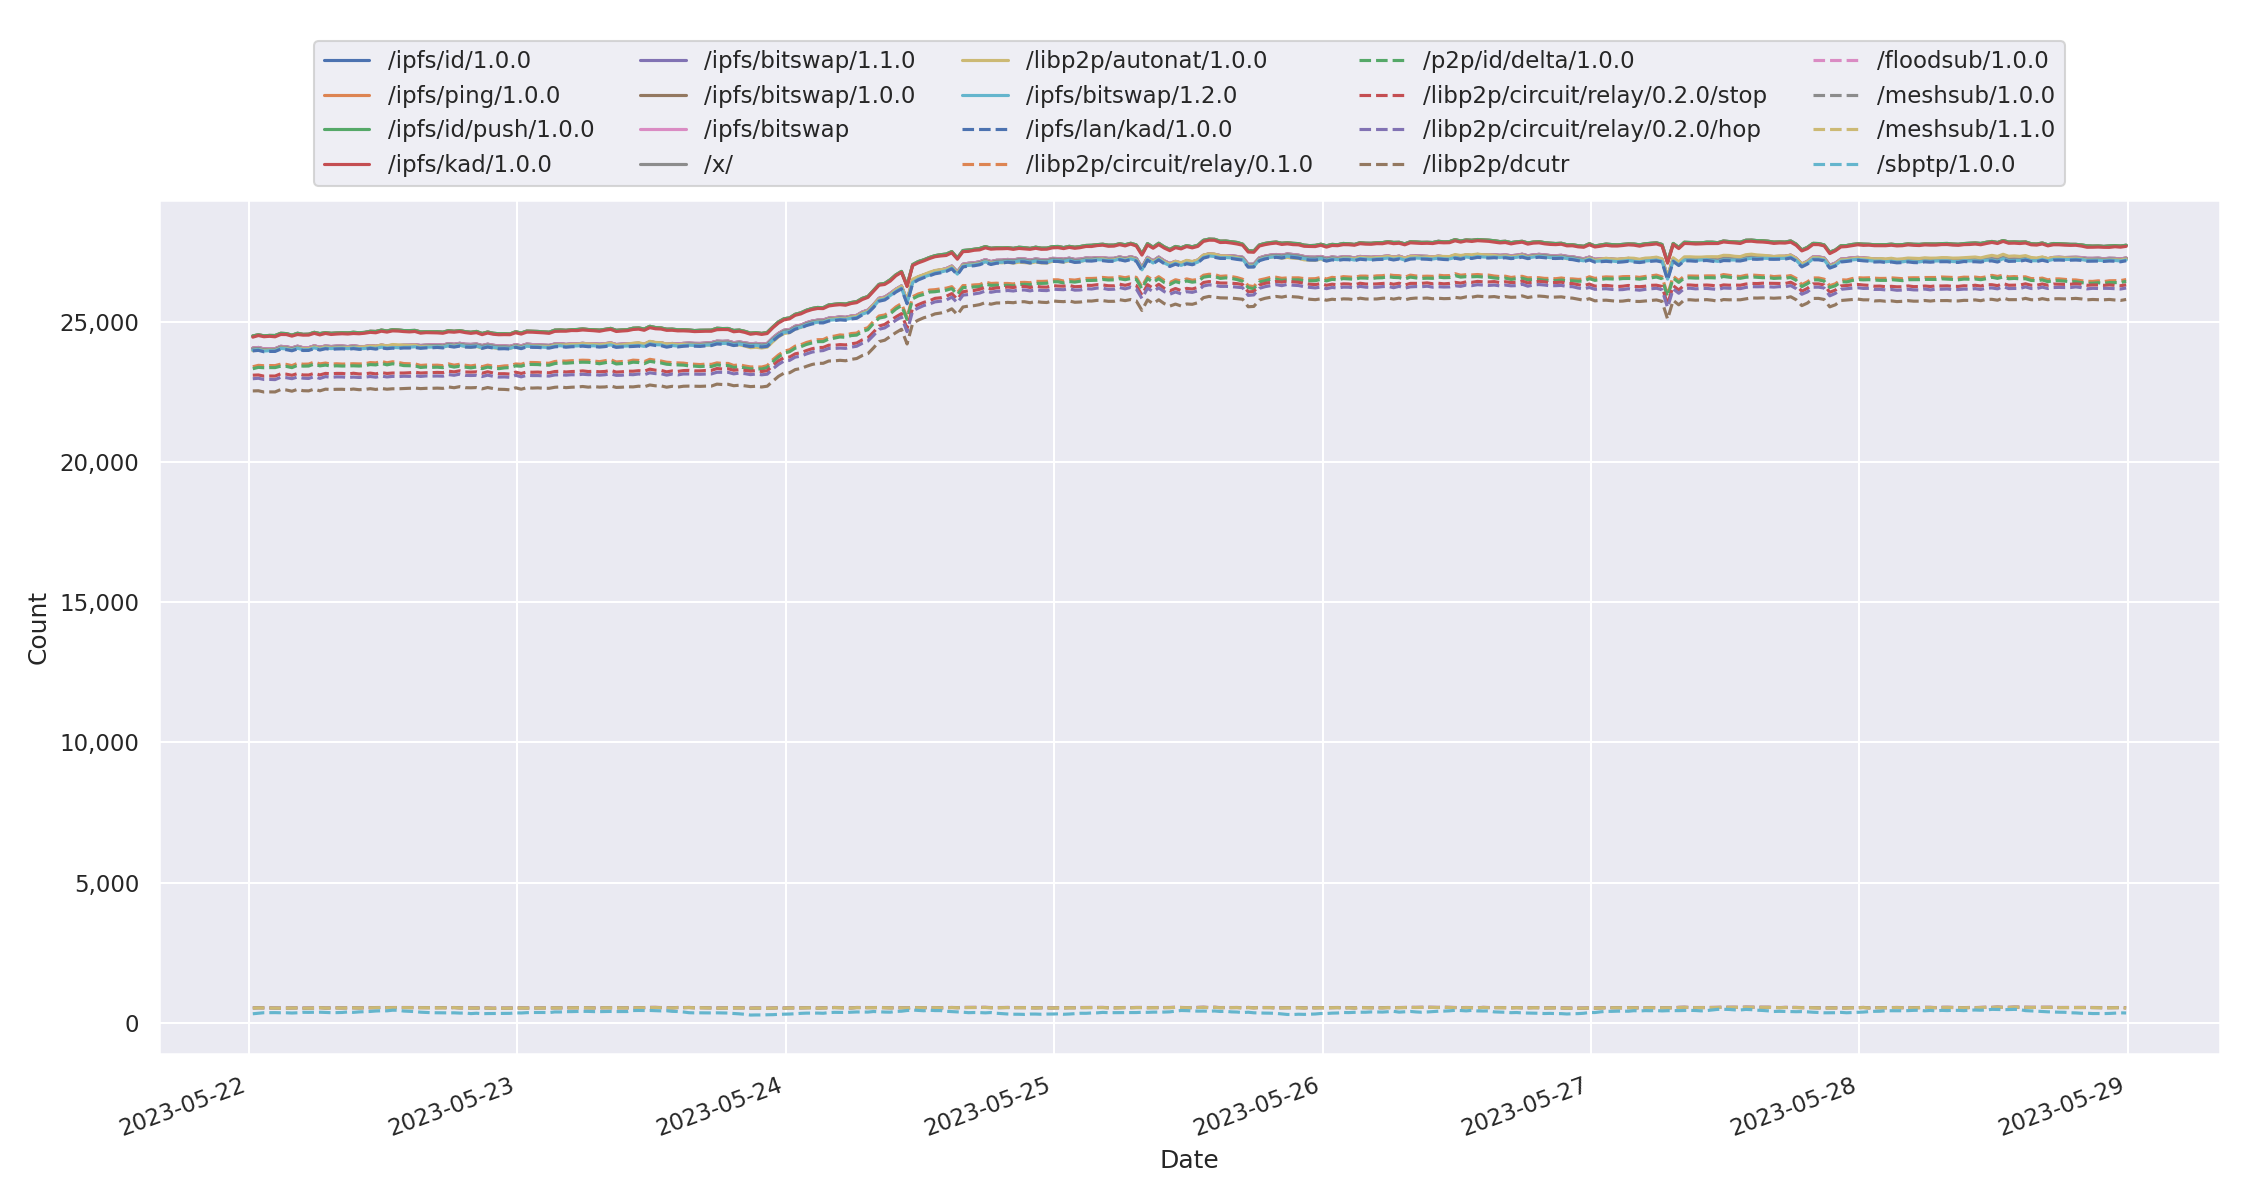 /ipfs/id/1.0.0
/ipfs/ping/1.0.0
/ipfs/id/push/1.0.0
/ipfs/kad/1.0.0
/ipfs/bitswap/1.1.0
/ipfs/bitswap/1.0.0
/ipfs/bitswap
/x/
/libp2p/autonat/1.0.0
/ipfs/bitswap/1.2.0
/ipfs/lan/kad/1.0.0
/libp2p/circuit/relay/0.1.0
/p2p/id/delta/1.0.0
/libp2p/circuit/relay/0.2.0/stop
/libp2p/circuit/relay/0.2.0/hop
/libp2p/dcutr
/floodsub/1.0.0
/meshsub/1.0.0
/meshsub/1.1.0
/sbptp/1.0.0
25,000
20,000
15,000
10,000
5,000
0
Count
2023-05-22
2023-05-23
2023-05-24
2023-05-25
2023-05-26
2023-05-27
2023-05-28
2023-05-29
Date